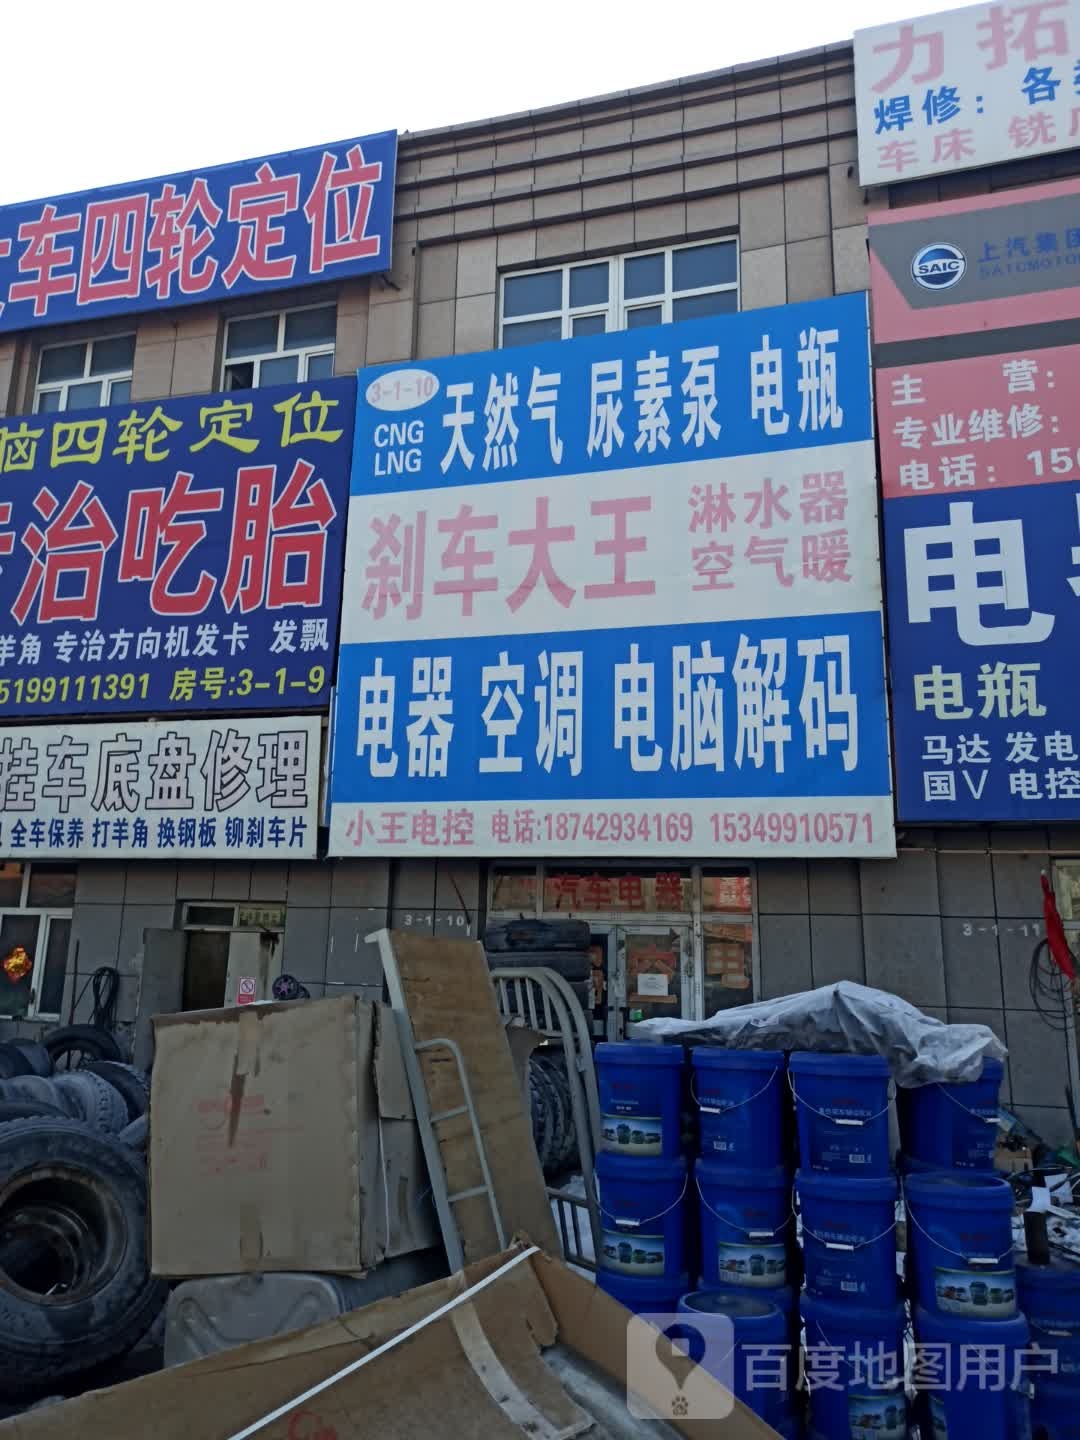 力拓
焊修：各
车床 铣
车四轮定位
SAIC 上汽集团
SAICMOTOR
主 营：
专业维修：
电话：15
电
电瓶
马达 发电
国V 电控
3-1-10
CNG
LNG
天然气 尿素泵 电瓶
刹车大王
淋水器
空气暖
电器 空调 电脑解码
小王电控 电话:18742934169 15349910571
脑四轮定位
治吃胎
羊角 专治方向机发卡 发飘
5199111391 房号:3-1-9
挂车底盘修理
全车保养 打羊角 换钢板 铆刹车片
汽车电器
3-1-10
3-1-11
百度地图用户